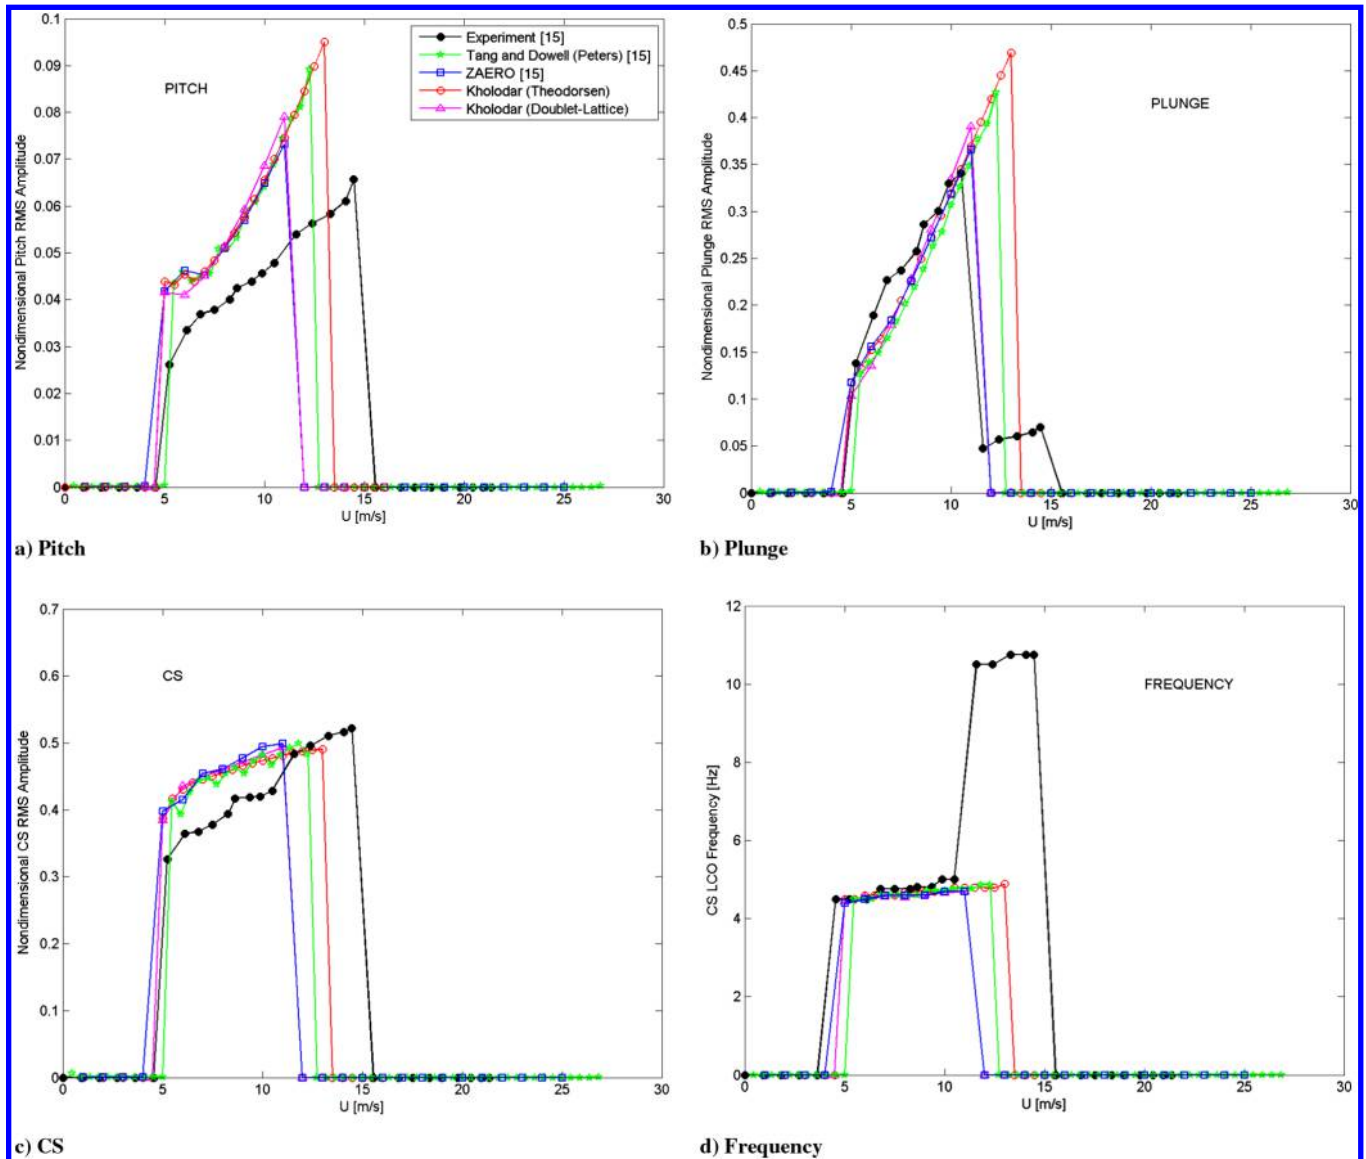 0.1
0.09
0.08
0.07
0.06
0.05
0.04
0.03
0.02
0.01
0
Nondimensional Pitch RMS Amplitude
PITCH
Experiment [15]
Tang and Dowell (Peters) [15]
ZAERO [15]
Kholodar (Theodorsen)
Kholodar (Doublet-Lattice)
0 5 10 15 20 25 30
U [m/s]
a) Pitch
0.5
0.45
0.4
0.35
0.3
0.25
0.2
0.15
0.1
0.05
0
Nondimensional Plunge RMS Amplitude
PLUNGE
0 5 10 15 20 25 30
U [m/s]
b) Plunge
0.7
0.6
0.5
0.4
0.3
0.2
0.1
0
Nondimensional CS RMS Amplitude
CS
0 5 10 15 20 25 30
U [m/s]
c) CS
12
10
8
6
4
2
0
CS LCO Frequency [Hz]
FREQUENCY
0 5 10 15 20 25 30
U [m/s]
d) Frequency